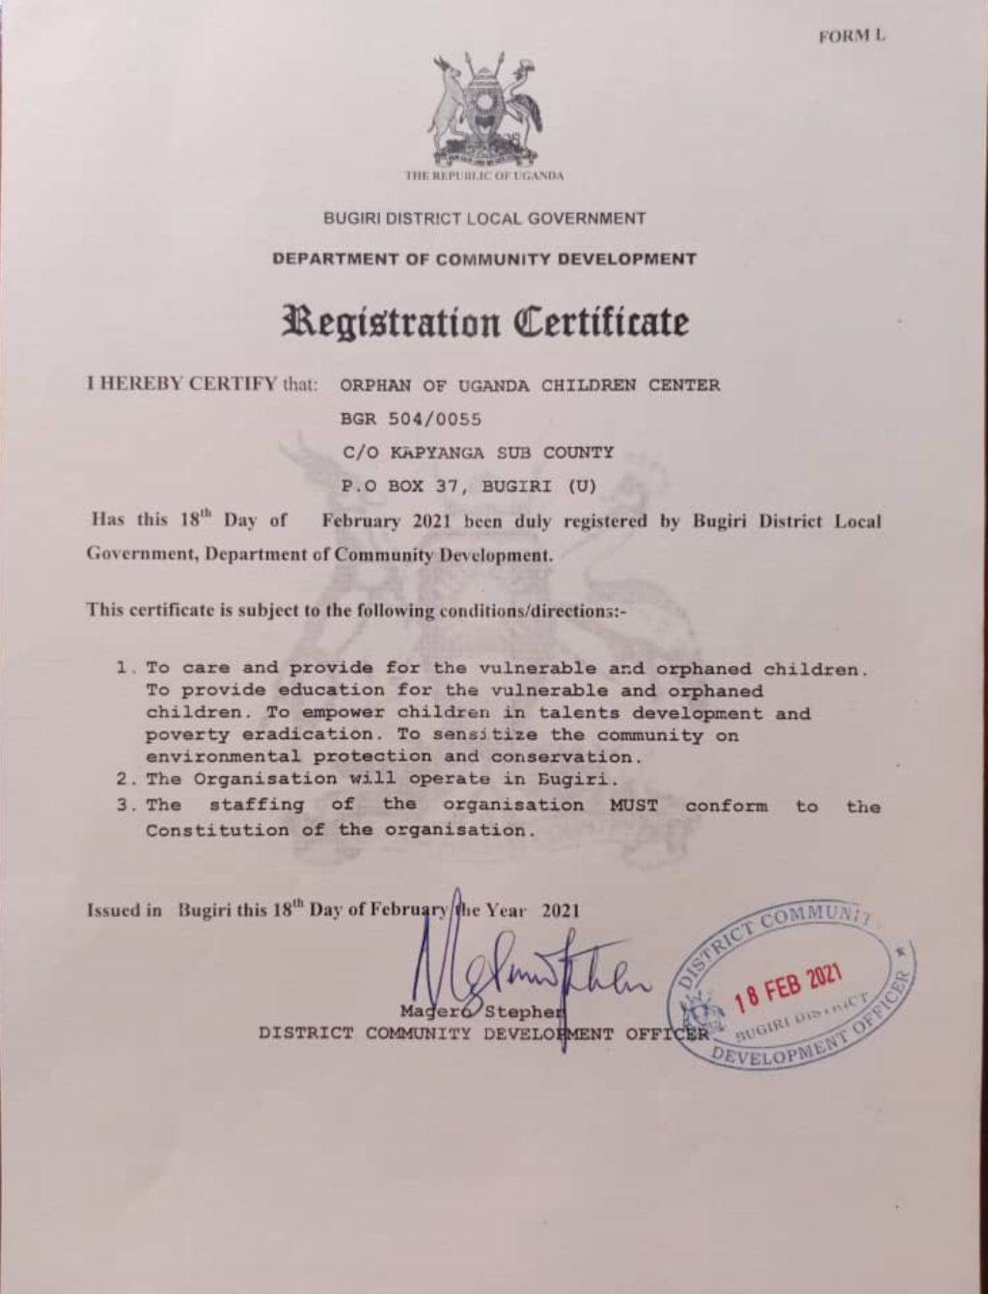 FORM L
THE REPUBLIC OF UGANDA
BUGIRI DISTRICT LOCAL GOVERNMENT
DEPARTMENT OF COMMUNITY DEVELOPMENT
Registration Certificate
I HEREBY CERTIFY that: ORPHAN OF UGANDA CHILDREN CENTER
BGR 504/0055
C/O KAPYANGA SUB COUNTY
P.O BOX 37, BUGIRI (U)
Has this 18th Day of February 2021 been duly registered by Bugiri District Local
Government, Department of Community Development.
This certificate is subject to the following conditions/directions:-
1. To care and provide for the vulnerable and orphaned children.
To provide education for the vulnerable and orphaned
children. To empower children in talents development and
poverty eradication. To sensitize the community on
environmental protection and conservation.
2. The Organisation will operate in Bugiri.
3. The staffing of the organisation MUST conform to the
Constitution of the organisation.
Issued in Bugiri this 18th Day of February the Year 2021
Magero Stephen
DISTRICT COMMUNITY DEVELOPMENT OFFICER
DISTRICT COMMUNITY
18 FEB 2021
BUGIRI DISTRICT
DEVELOPMENT OFFICER